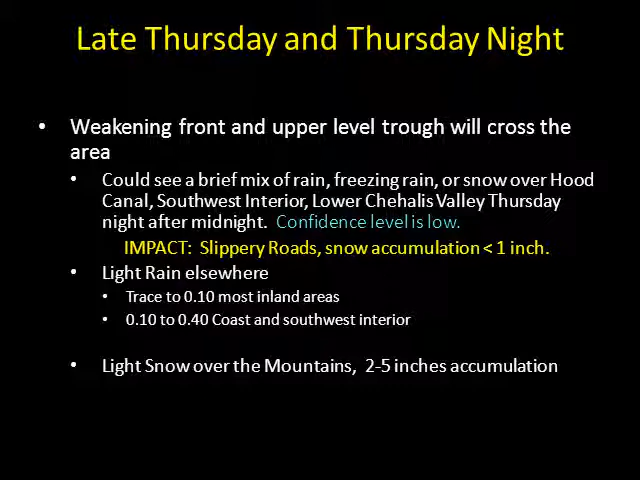 Late Thursday and Thursday Night
• Weakening front and upper level trough will cross the
area
• Could see a brief mix of rain, freezing rain, or snow over Hood
Canal, Southwest Interior, Lower Chehalis Valley Thursday
night after midnight. Confidence level is low.
IMPACT: Slippery Roads, snow accumulation < 1 inch.
• Light Rain elsewhere
• Trace to 0.10 most inland areas
• 0.10 to 0.40 Coast and southwest interior
• Light Snow over the Mountains, 2-5 inches accumulation